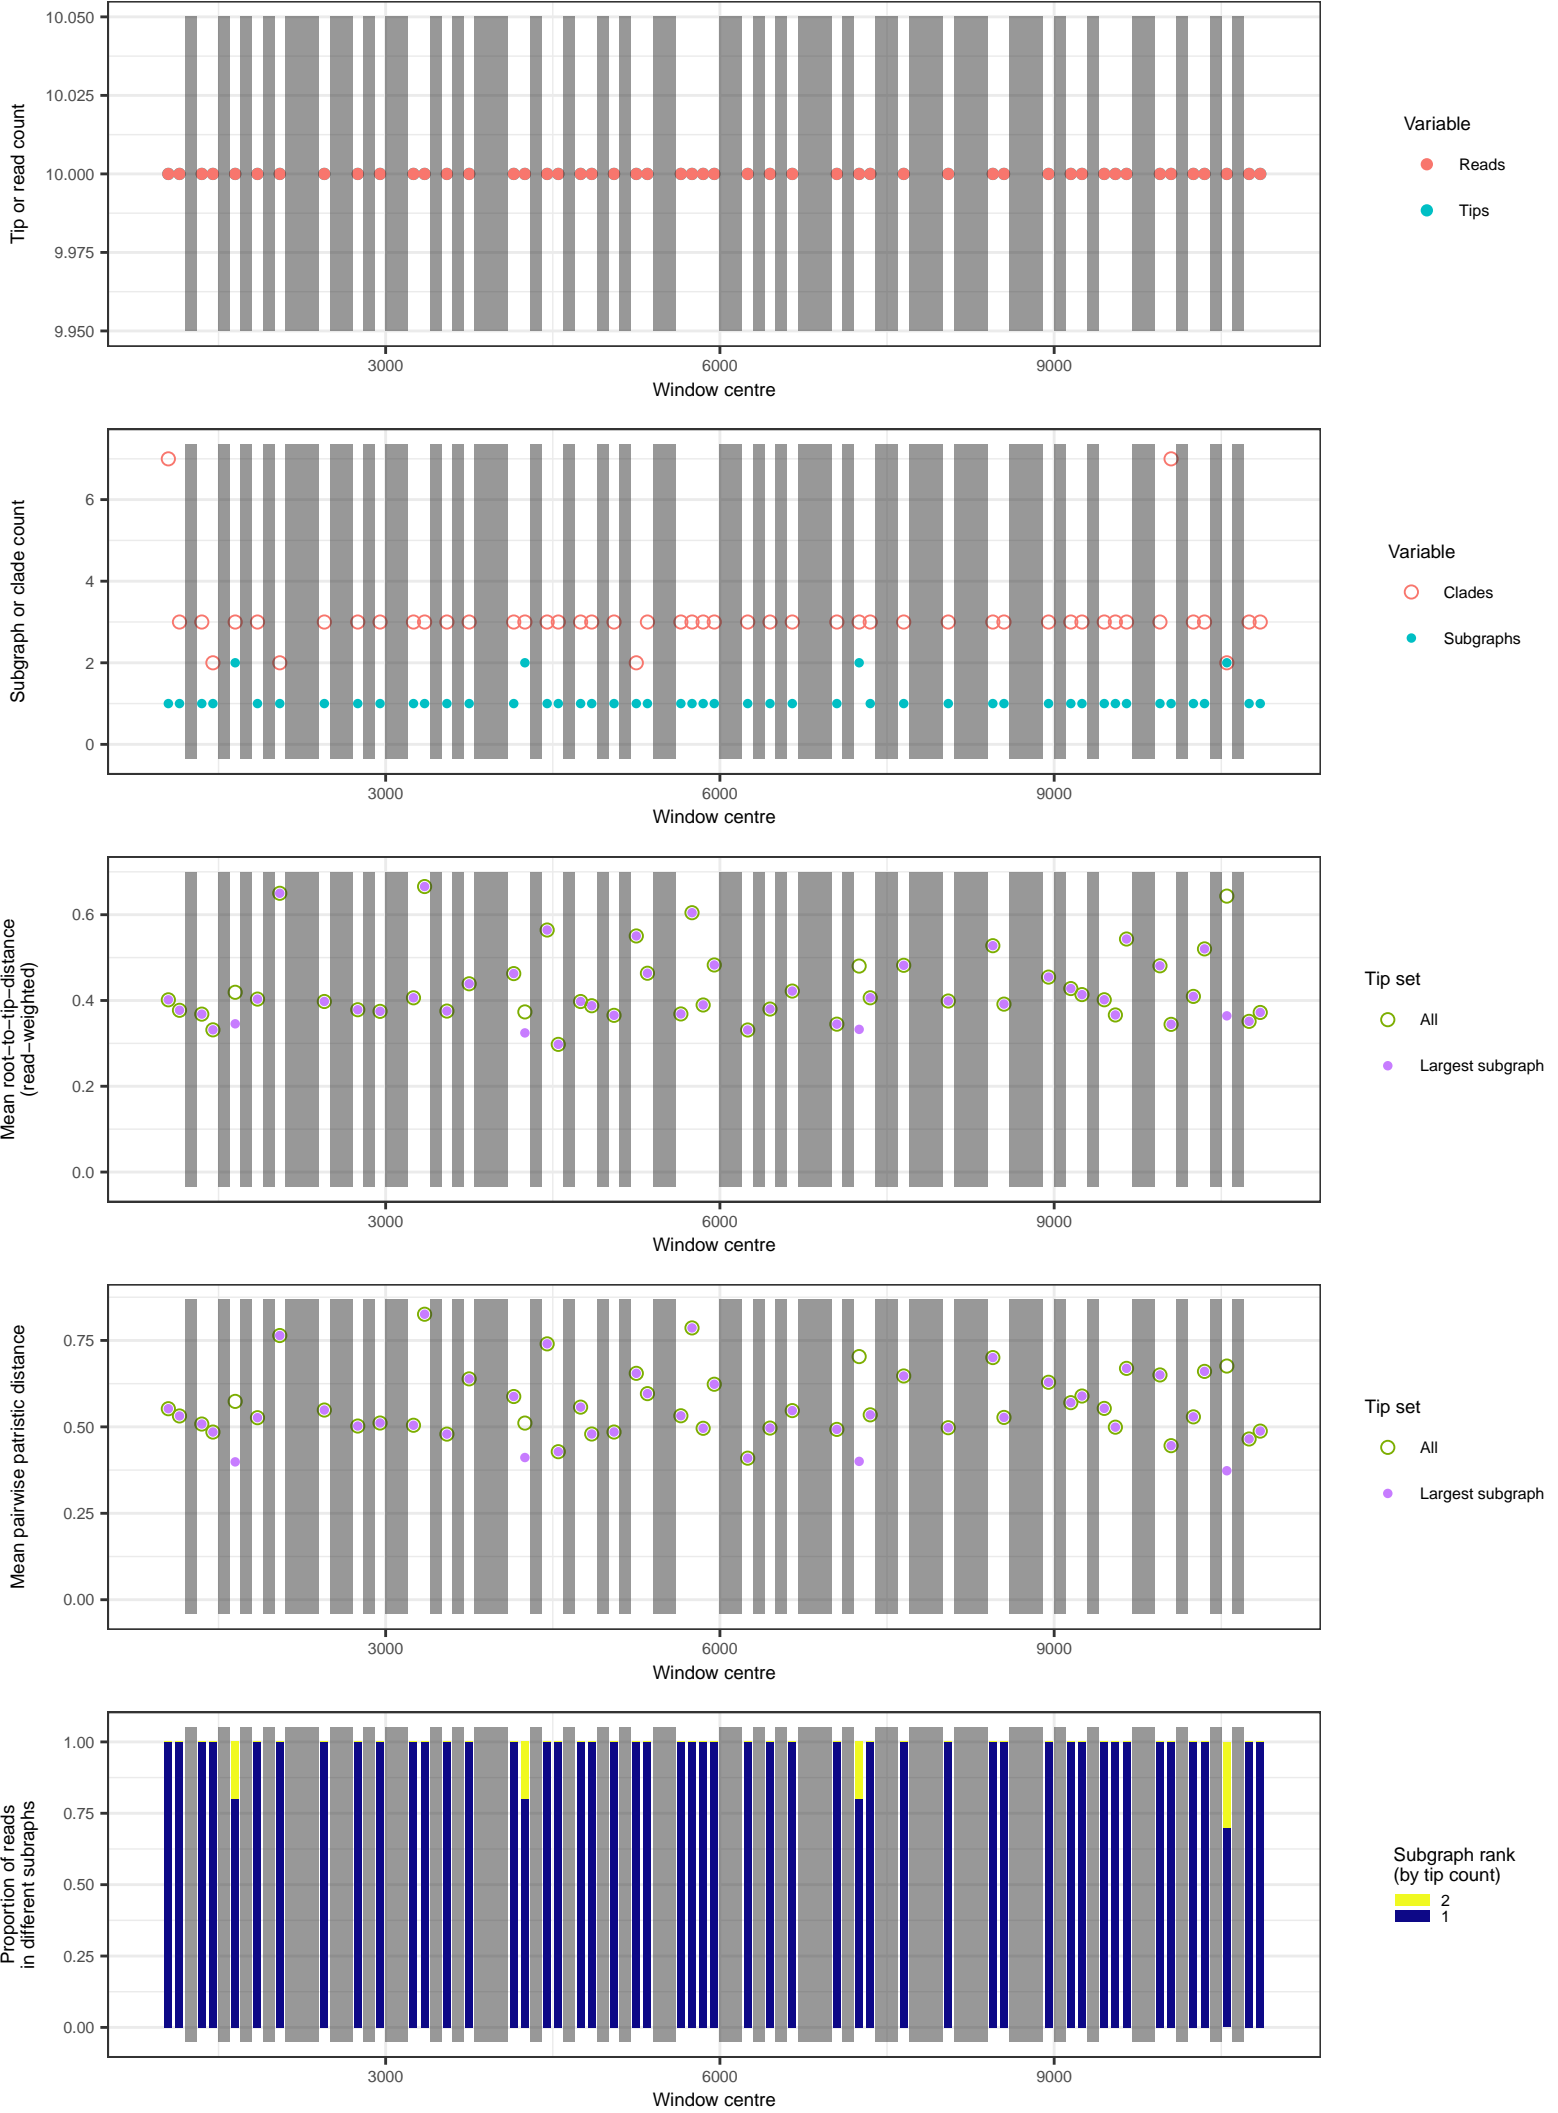 10.050
10.025
10.000
9.975
9.950
Tip or read count
3000
6000
9000
Window centre
Variable
Reads
Tips
6
4
2
0
Subgraph or clade count
3000
6000
9000
Window centre
Variable
Clades
Subgraphs
0.6
0.4
0.2
0.0
Mean root−to−tip−distance
(read−weighted)
3000
6000
9000
Window centre
Tip set
All
Largest subgraph
0.75
0.50
0.25
0.00
Mean pairwise patristic distance
3000
6000
9000
Window centre
Tip set
All
Largest subgraph
1.00
0.75
0.50
0.25
0.00
Proportion of reads
in different subraphs
3000
6000
9000
Window centre
Subgraph rank
(by tip count)
2
1